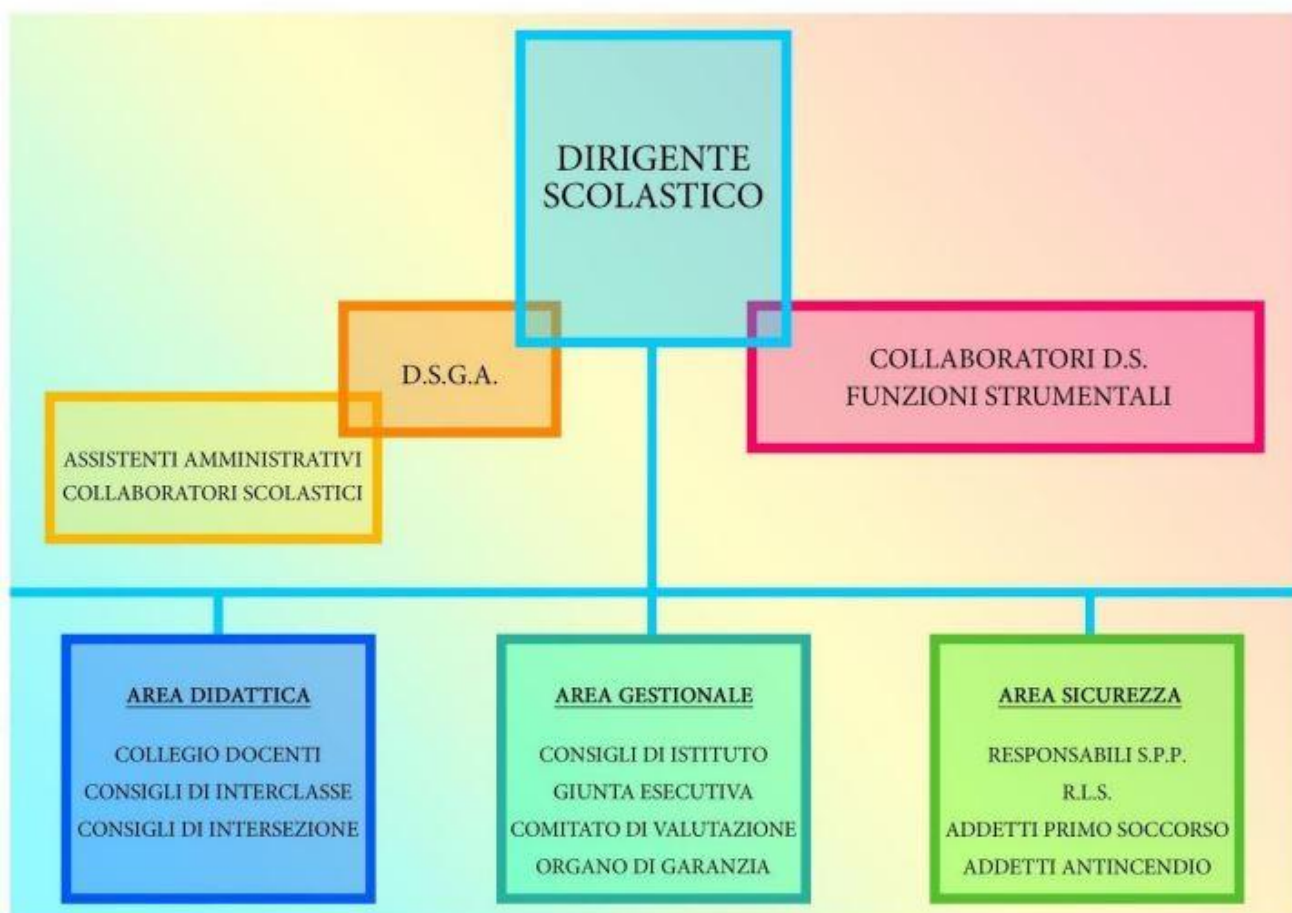 DIRIGENTE
SCOLASTICO
D.S.G.A.
COLLABORATORI D.S.
FUNZIONI STRUMENTALI
ASSISTENTI AMMINISTRATIVI
COLLABORATORI SCOLASTICI
AREA DIDATTICA
COLLEGIO DOCENTI
CONSIGLI DI INTERCLASSE
CONSIGLI DI INTERSEZIONE
AREA GESTIONALE
CONSIGLI DI ISTITUTO
GIUNTA ESECUTIVA
COMITATO DI VALUTAZIONE
ORGANO DI GARANZIA
AREA SICUREZZA
RESPONSABILI S.P.P.
R.L.S.
ADDETTI PRIMO SOCCORSO
ADDETTI ANTINCENDIO